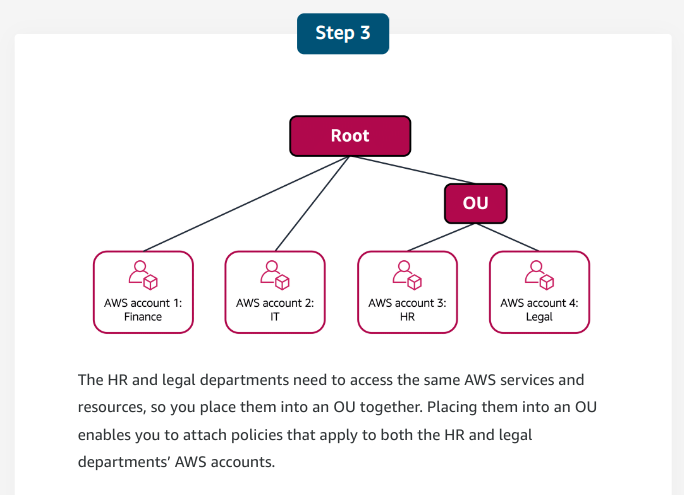 Step 3
Root
OU
AWS account 1:
Finance
AWS account 2:
IT
AWS account 3:
HR
AWS account 4:
Legal
The HR and legal departments need to access the same AWS services and
resources, so you place them into an OU together. Placing them into an OU
enables you to attach policies that apply to both the HR and legal
departments’ AWS accounts.